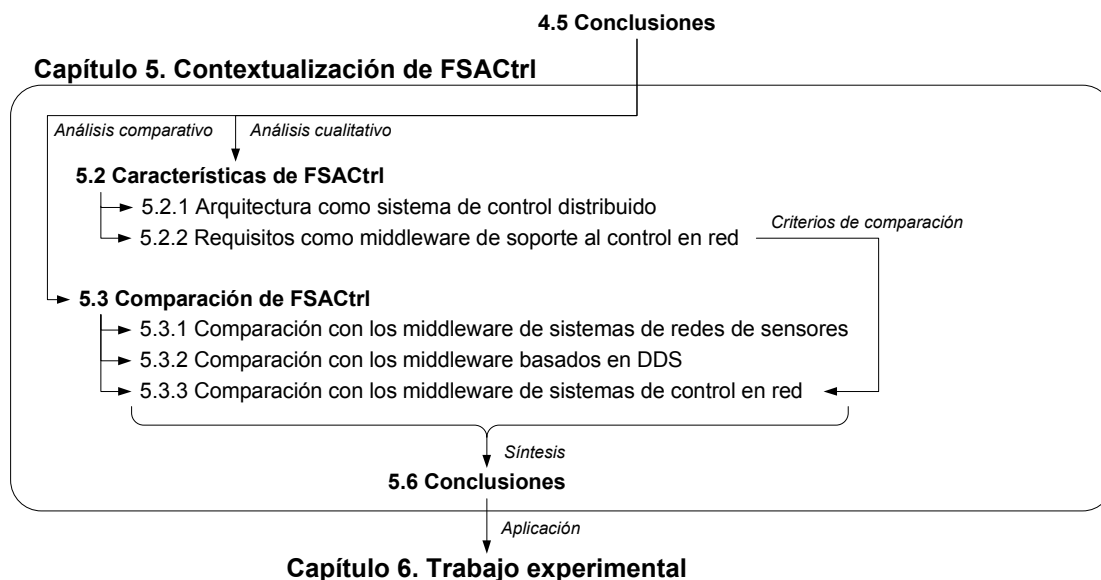 4.5 Conclusiones
Capítulo 5. Contextualización de FSACtrl
Análisis comparativo
Análisis cualitativo
5.2 Características de FSACtrl
5.2.1 Arquitectura como sistema de control distribuido
5.2.2 Requisitos como middleware de soporte al control en red
Criterios de comparación
5.3 Comparación de FSACtrl
5.3.1 Comparación con los middleware de sistemas de redes de sensores
5.3.2 Comparación con los middleware basados en DDS
5.3.3 Comparación con los middleware de sistemas de control en red
Síntesis
5.6 Conclusiones
Aplicación
Capítulo 6. Trabajo experimental